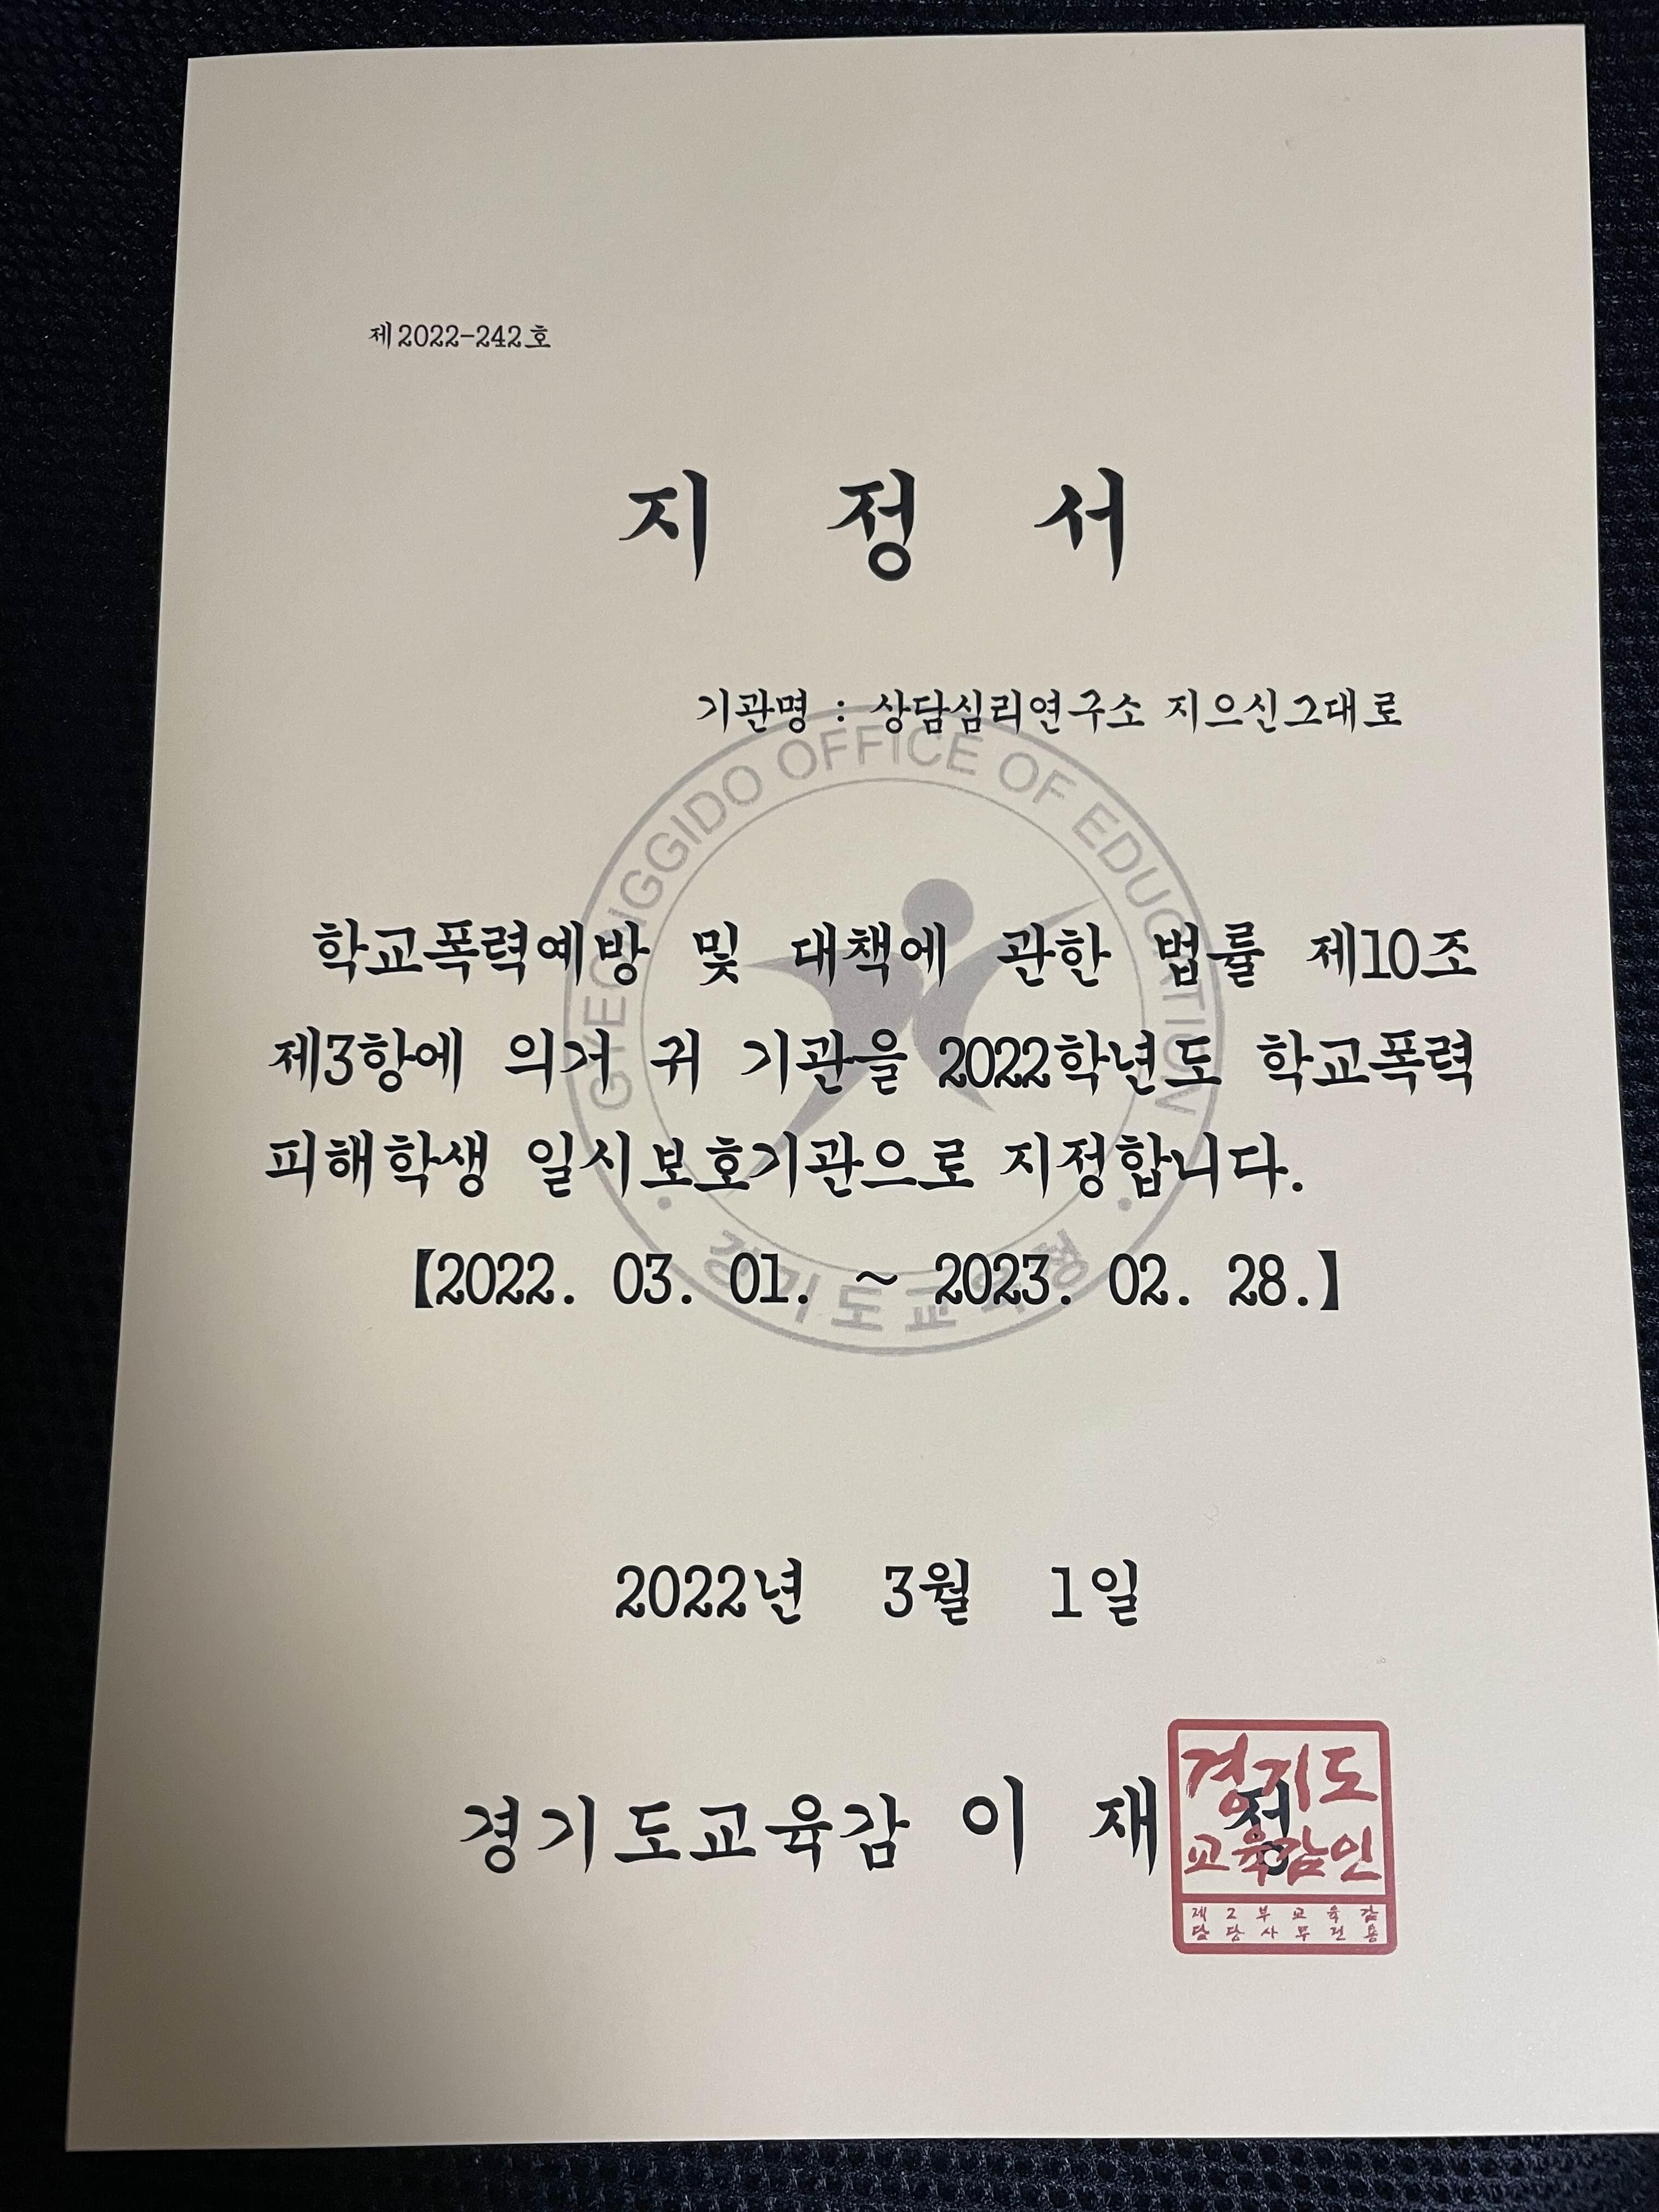 제2022-242호
지 정 서
기관명 : 상담심리연구소 지으신그대로
GYEONGGIDO OFFICE OF EDUCATION
학교폭력예방 및 대책에 관한 법률 제10조
제3항에 의거 귀 기관을 2022학년도 학교폭력
피해학생 일시보호기관으로 지정합니다.
【2022. 03. 01. ~ 2023. 02. 28.】
경기도교육청
2022년 3월 1일
경기도교육감 이 재 정
경기도
교육감인
제2부교육감
담당사무전용